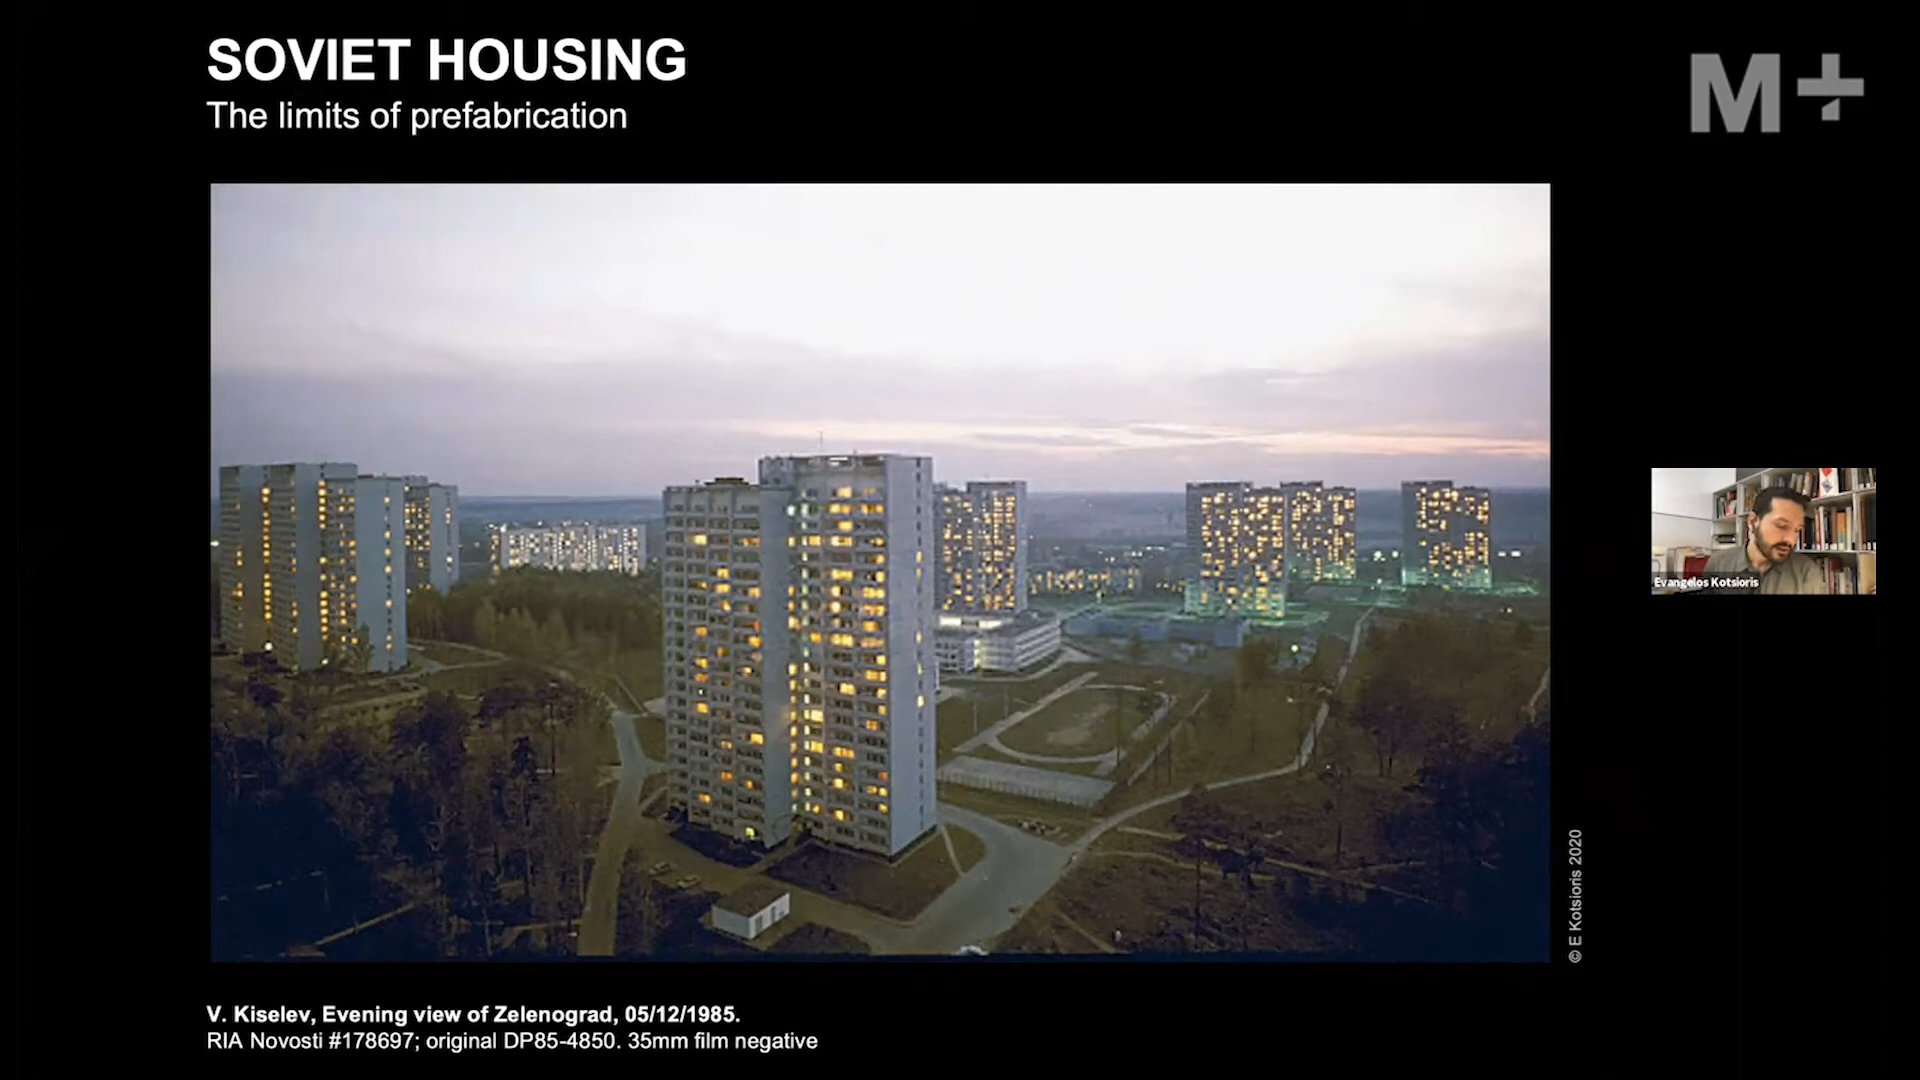 SOVIET HOUSING
The limits of prefabrication
M+
Evangelos Kotsioris
© E Kotsioris 2020
V. Kiselev, Evening view of Zelenograd, 05/12/1985.
RIA Novosti #178697; original DP85-4850. 35mm film negative